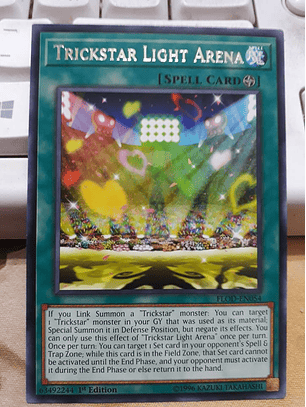 TRICKSTAR LIGHT ARENA
[SPELL CARD]
FLOD-EN054
If you Link Summon a "Trickstar" monster: You can target
1 "Trickstar" monster in your GY that was used as its material;
Special Summon it in Defense Position, but negate its effects. You
can only use this effect of "Trickstar Light Arena" once per turn.
Once per turn: You can target 1 Set card in your opponent's Spell &
Trap Zone; while this card is in the Field Zone, that Set card cannot
be activated until the End Phase, and your opponent must activate
it during the End Phase or else return it to the hand.
63492244 1st Edition
©1996 KAZUKI TAKAHASHI